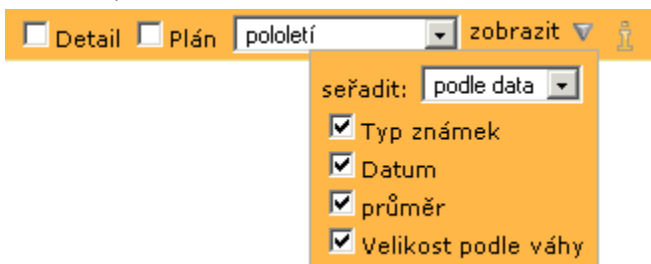 Detail Plán pololetí zobrazit
seřadit: podle data
Typ známek
Datum
průměr
Velikost podle váhy